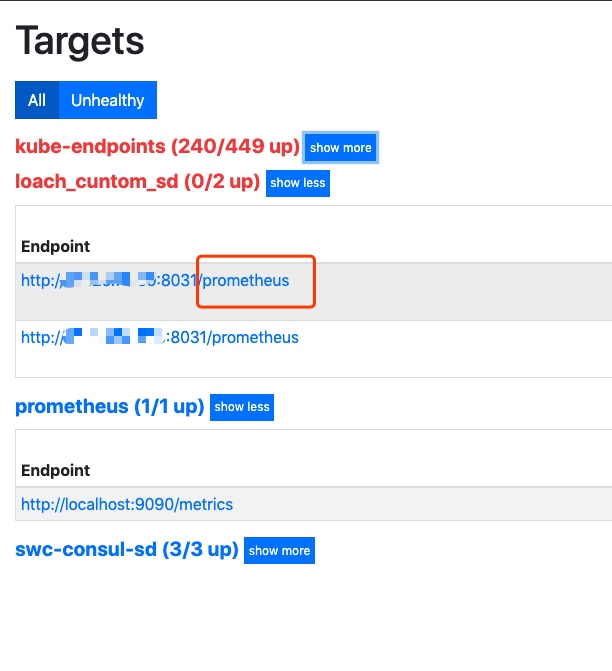 Targets
All Unhealthy
kube-endpoints (240/449 up) show more
loach_cuntom_sd (0/2 up) show less
Endpoint
http:/ :8031/prometheus
http:// :8031/prometheus
prometheus (1/1 up) show less
Endpoint
http://localhost:9090/metrics
swc-consul-sd (3/3 up) show more